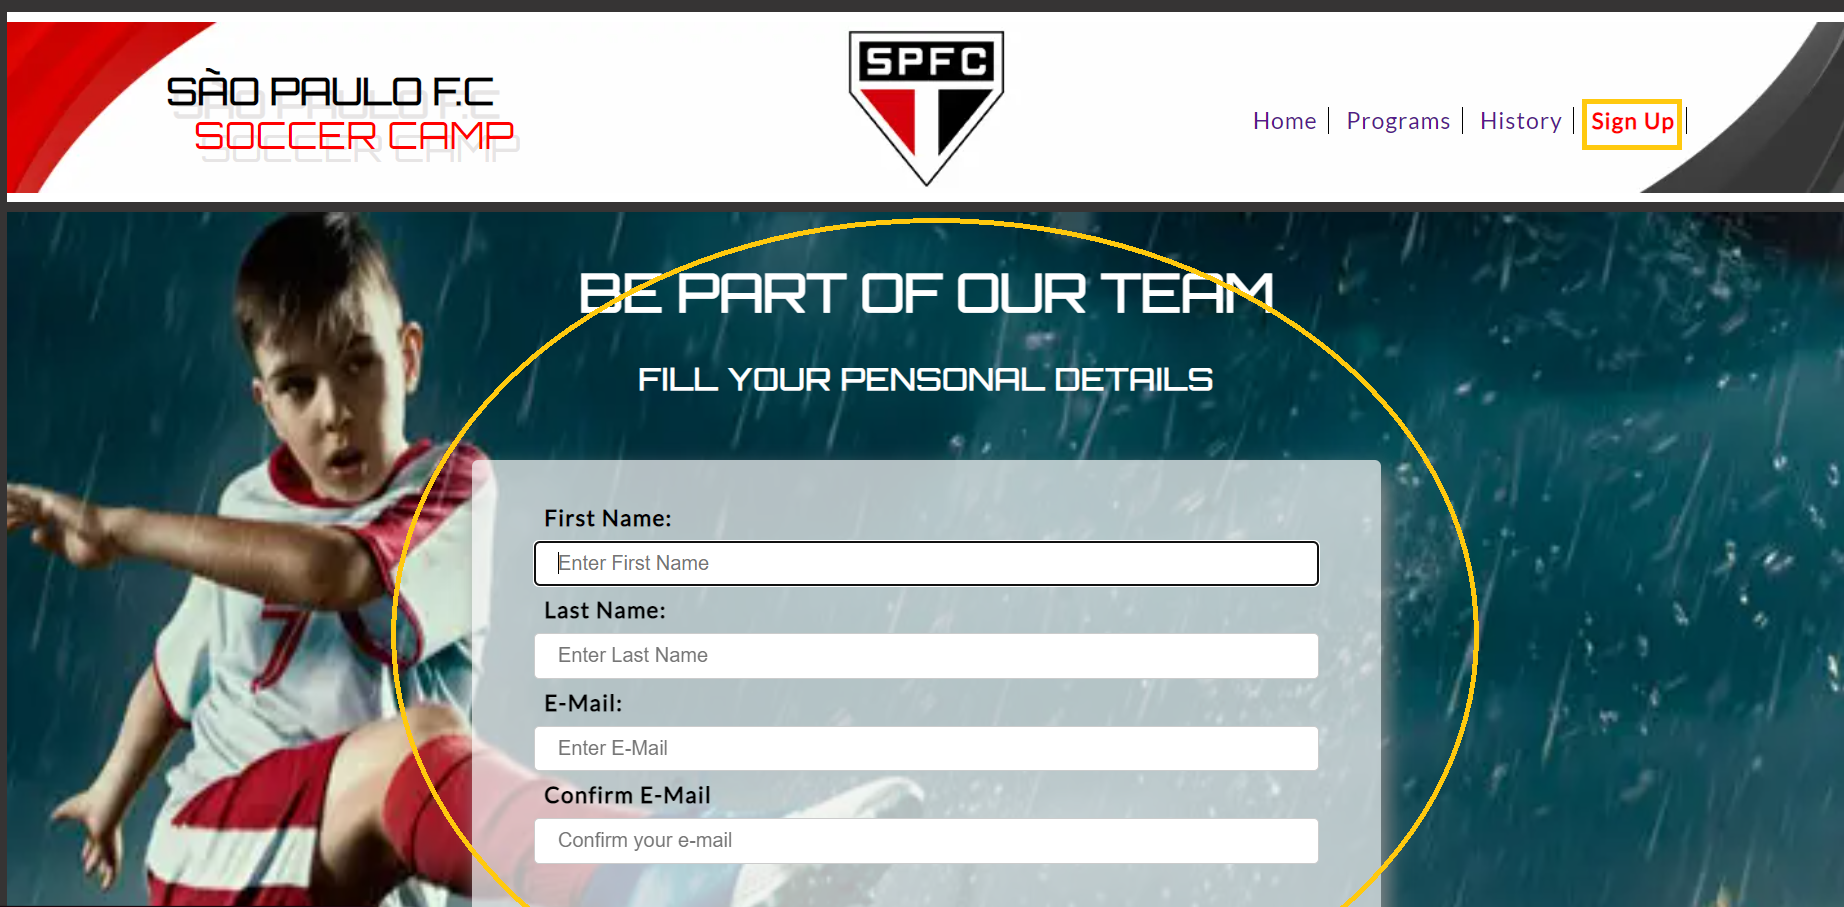 SÀO PAULO F.C
SOCCER CAMP
SPFC
Home | Programs | History | Sign Up |
BE PART OF OUR TEAM
FILL YOUR PENSONAL DETAILS
First Name:
Enter First Name
Last Name:
Enter Last Name
E-Mail:
Enter E-Mail
Confirm E-Mail
Confirm your e-mail
70